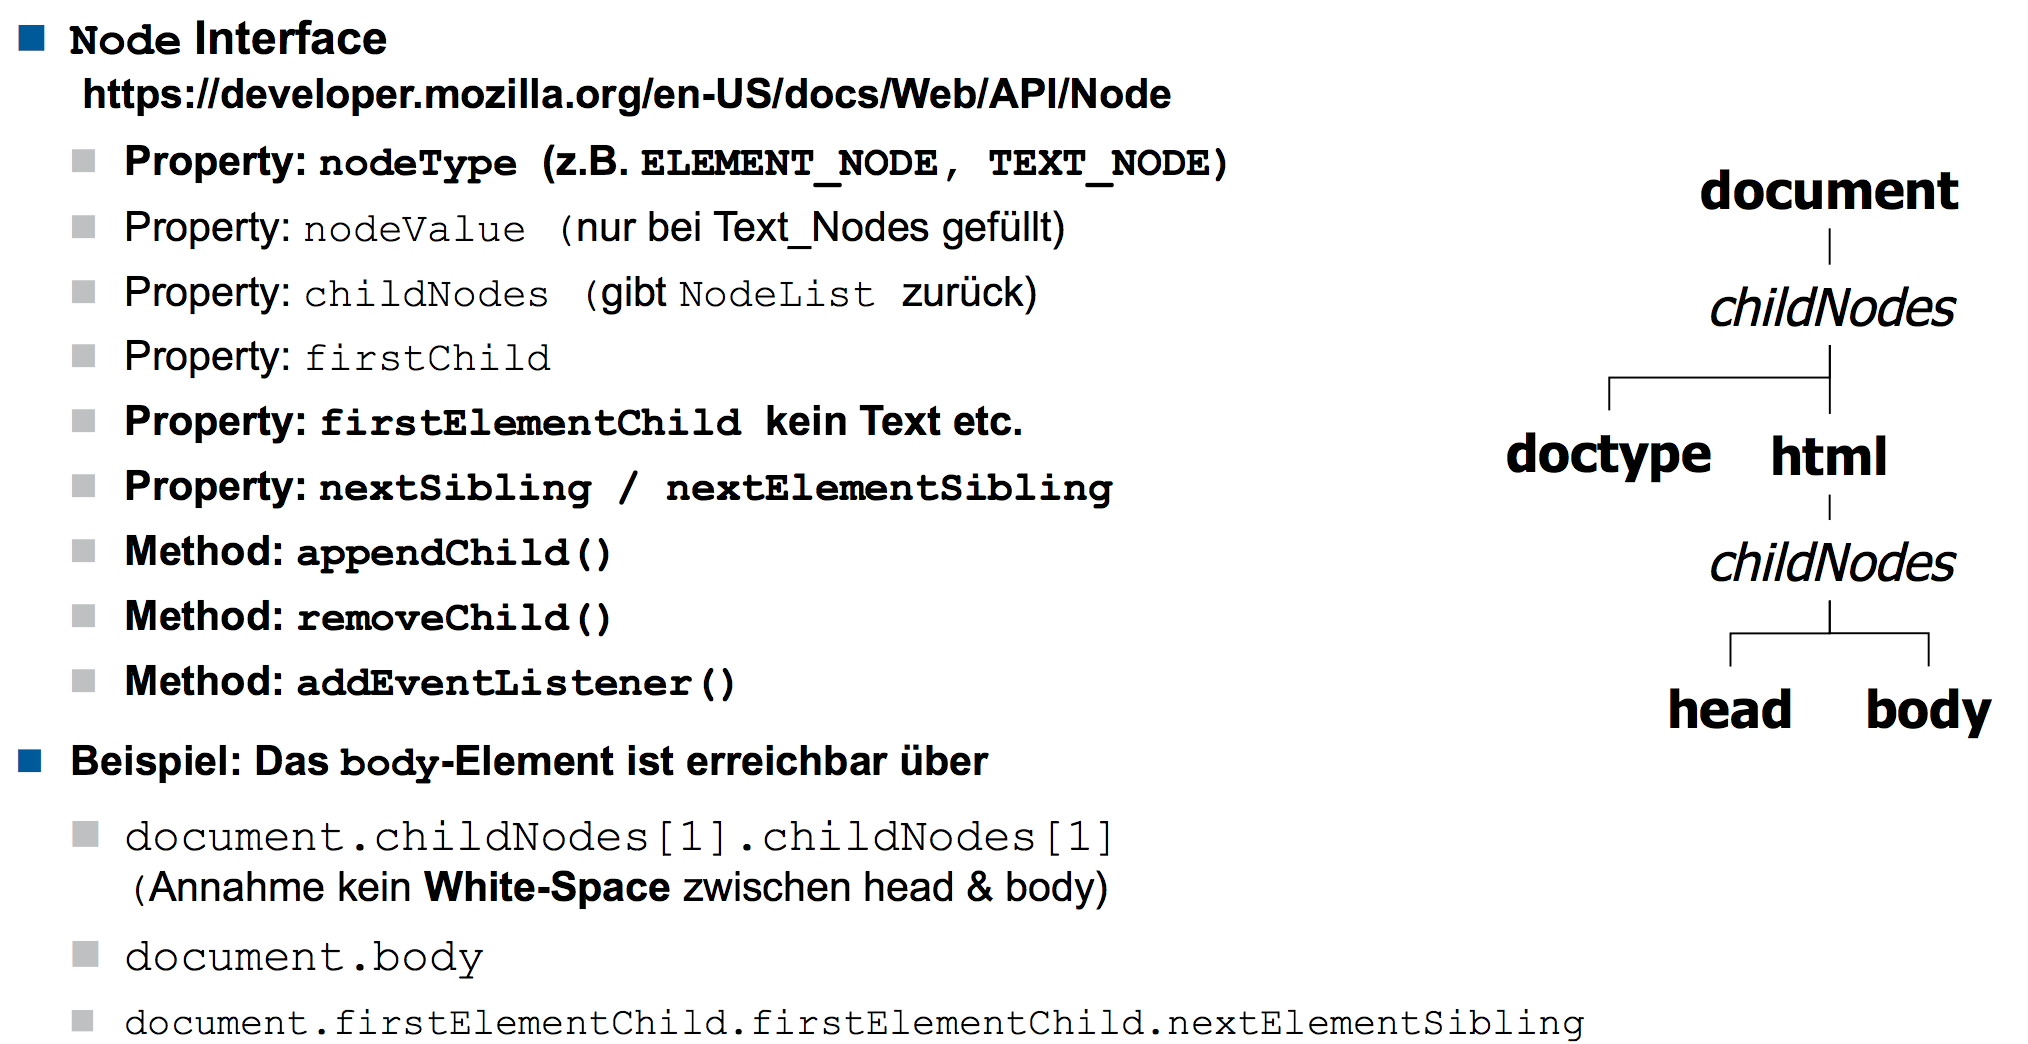 Node Interface
https://developer.mozilla.org/en-US/docs/Web/API/Node
Property: nodeType (z.B. ELEMENT_NODE, TEXT_NODE)
Property: nodeValue (nur bei Text_Nodes gefüllt)
Property: childNodes (gibt NodeList zurück)
Property: firstChild
Property: firstElementChild kein Text etc.
Property: nextSibling / nextElementSibling
Method: appendChild()
Method: removeChild()
Method: addEventListener()
Beispiel: Das body-Element ist erreichbar über
document.childNodes[1].childNodes[1]
(Annahme kein White-Space zwischen head & body)
document.body
document.firstElementChild.firstElementChild.nextElementSibling
document
childNodes
doctype html
childNodes
head body